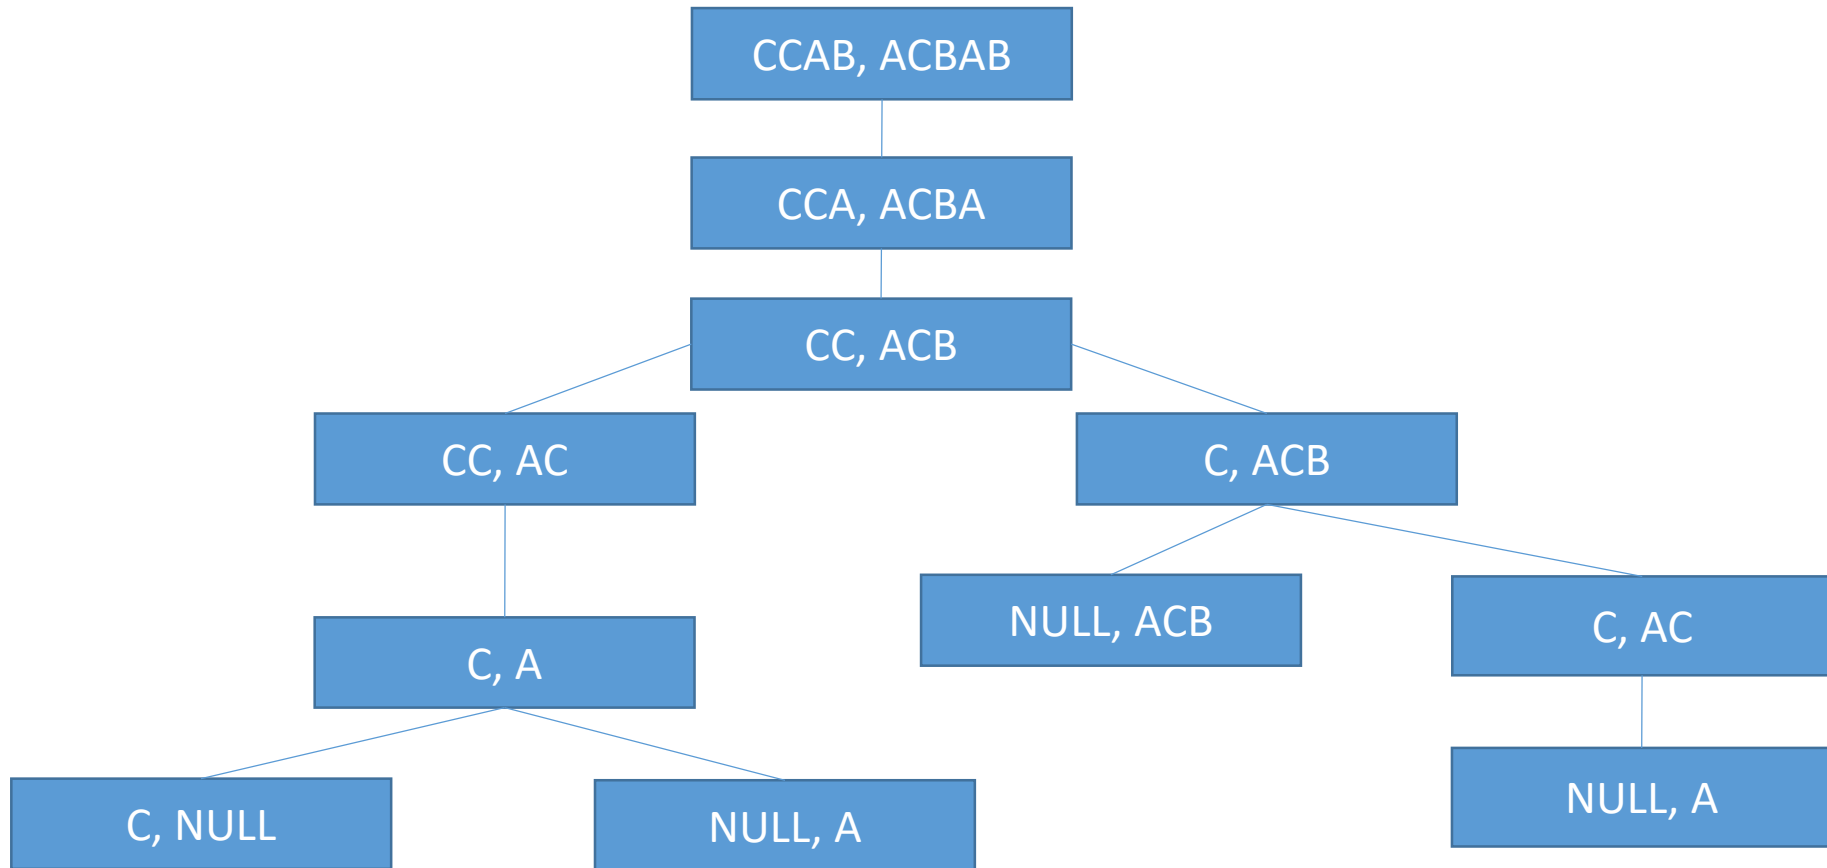 CCAB, ACBAB
CCA, ACBA
CC, ACB
CC, AC
C, ACB
NULL, ACB
C, AC
C, A
NULL, A
C, NULL
NULL, A